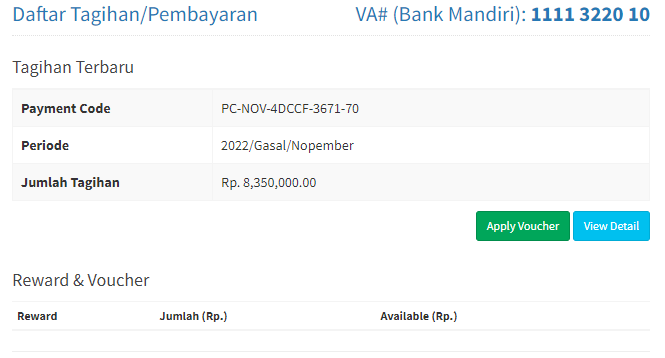 Daftar Tagihan/Pembayaran VA# (Bank Mandiri): 1111 3220 10
Tagihan Terbaru
Payment Code PC-NOV-4DCCF-3671-70
Periode 2022/Gasal/Nopember
Jumlah Tagihan Rp. 8,350,000.00
Apply Voucher View Detail
Reward & Voucher
Reward Jumlah (Rp.) Available (Rp.)